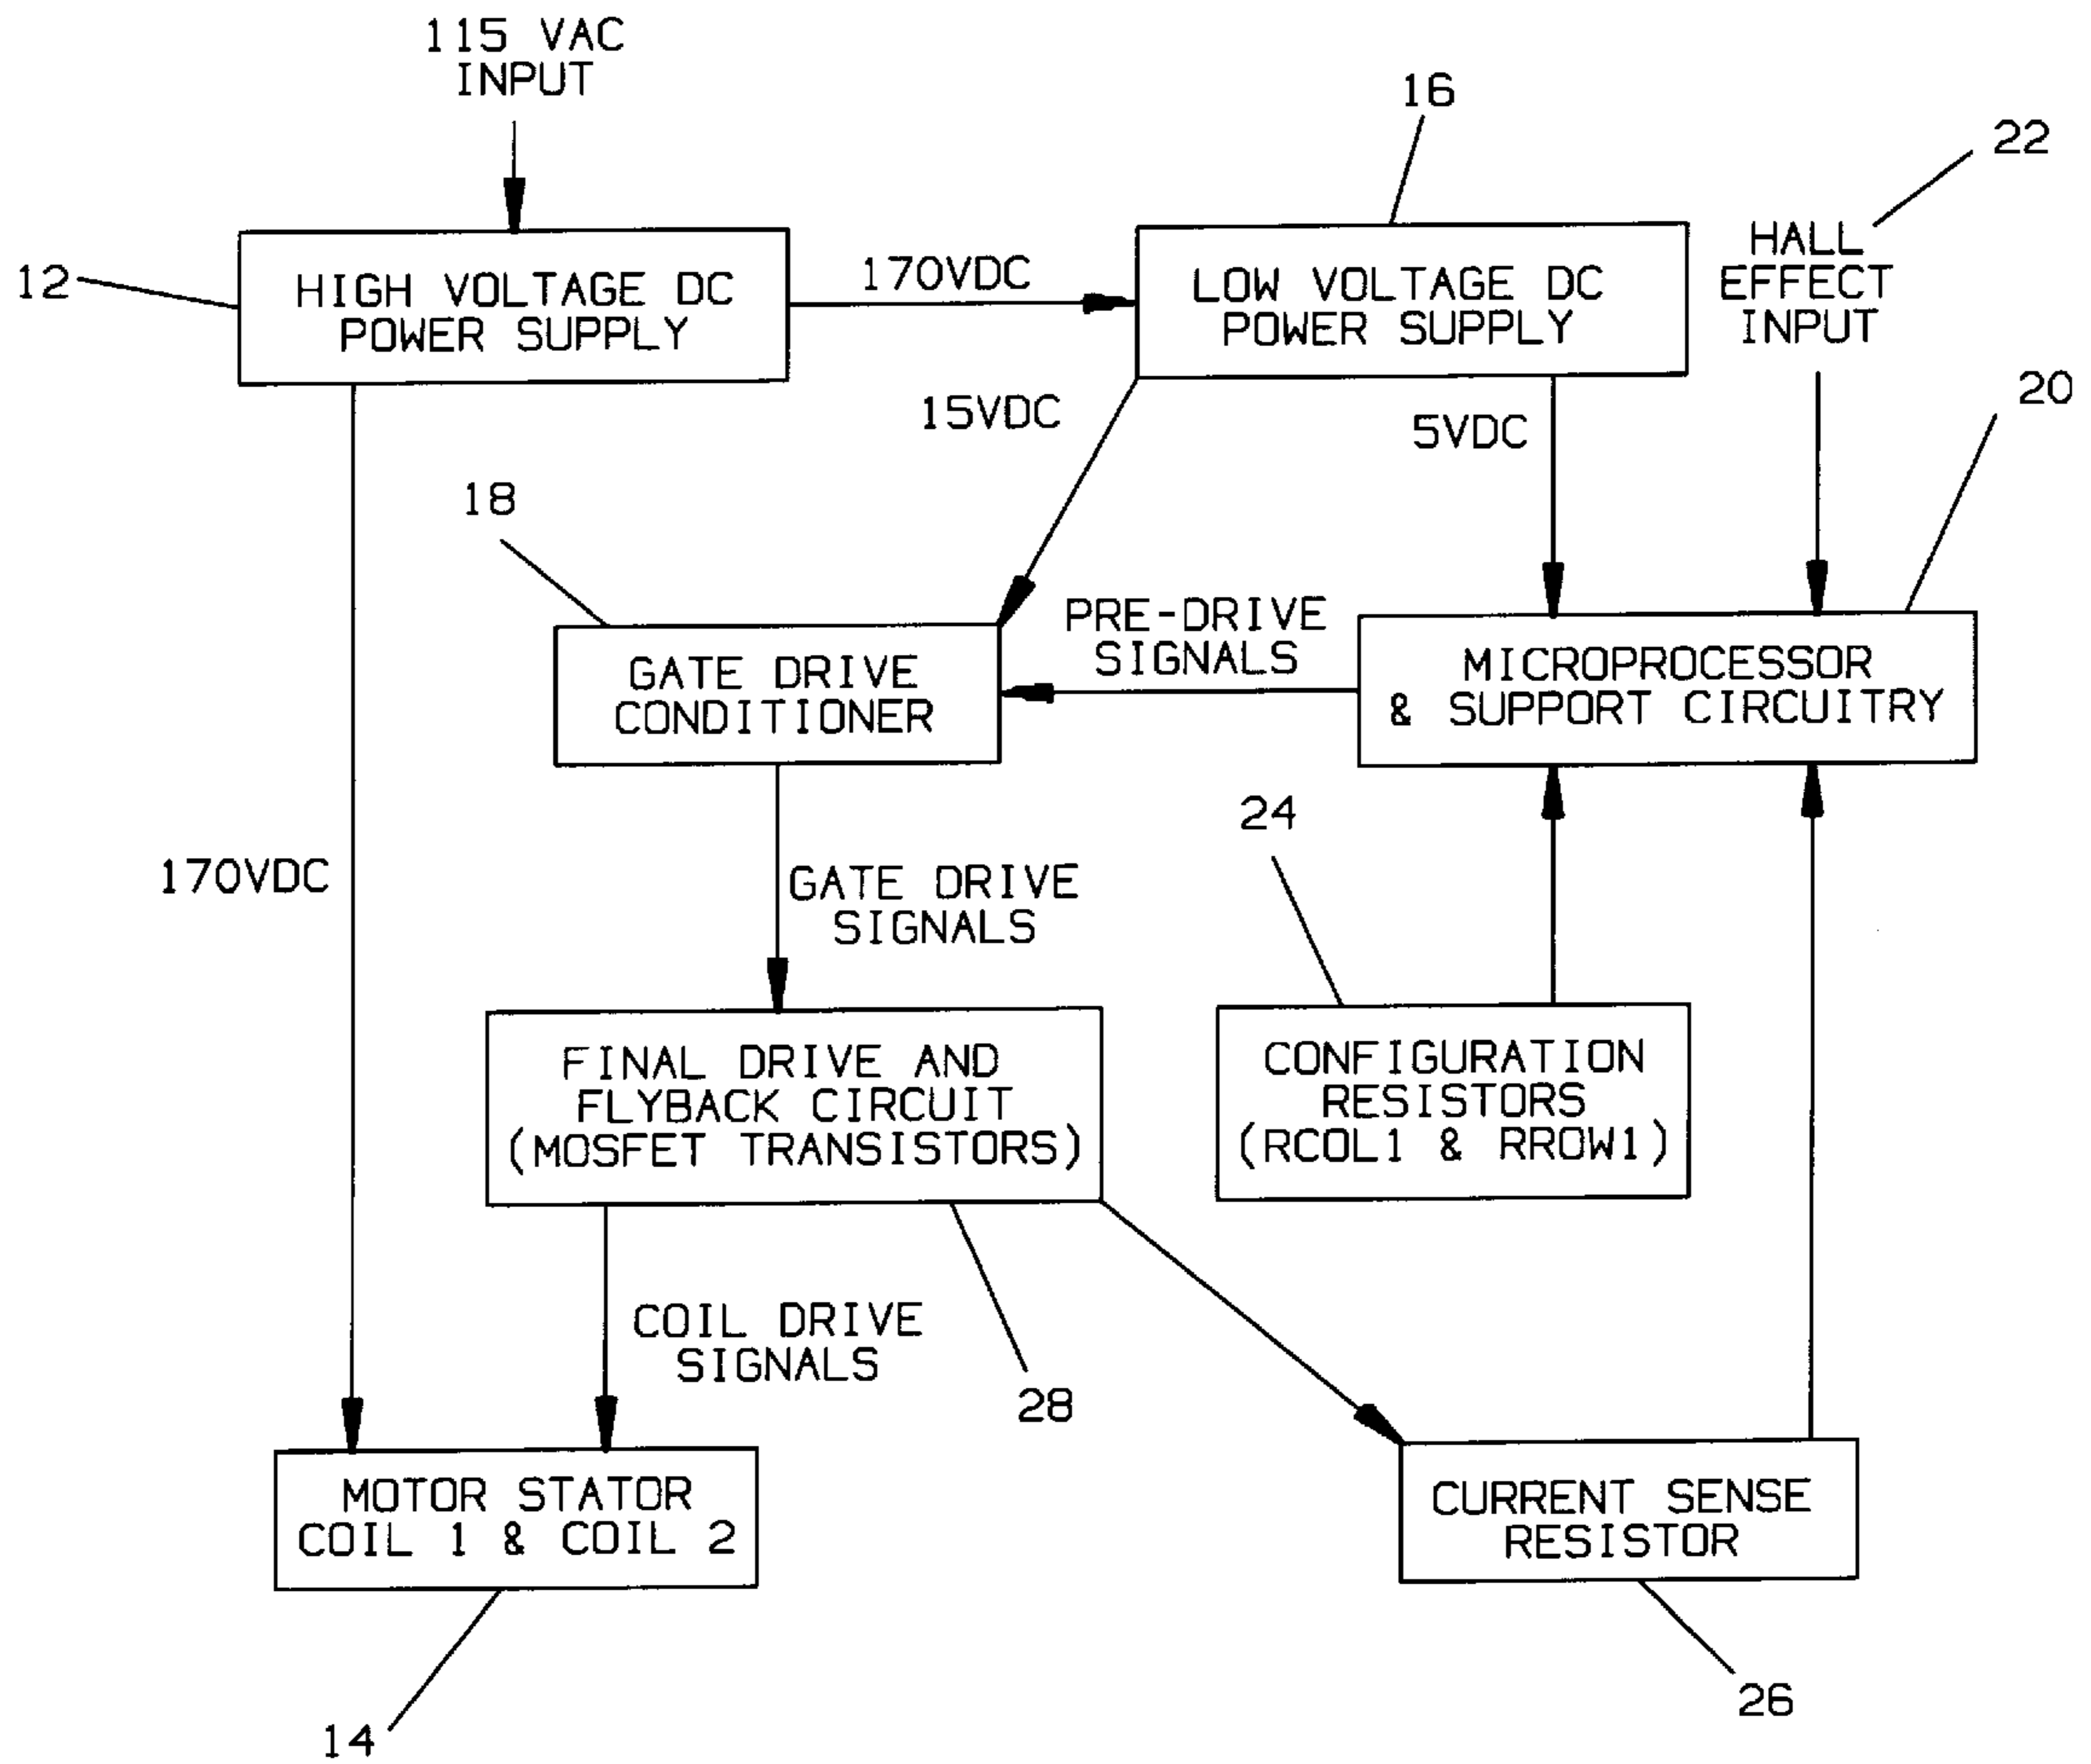 115 VAC
INPUT
16
22
12
HIGH VOLTAGE DC
POWER SUPPLY
170VDC
LOW VOLTAGE DC
POWER SUPPLY
HALL
EFFECT
INPUT
15VDC
5VDC
20
18
GATE DRIVE
CONDITIONER
PRE-DRIVE
SIGNALS
MICROPROCESSOR
& SUPPORT CIRCUITRY
170VDC
GATE DRIVE
SIGNALS
24
FINAL DRIVE AND
FLYBACK CIRCUIT
(MOSFET TRANSISTORS)
CONFIGURATION
RESISTORS
(RCOL1 & RROW1)
COIL DRIVE
SIGNALS
28
MOTOR STATOR
COIL 1 & COIL 2
CURRENT SENSE
RESISTOR
14
26